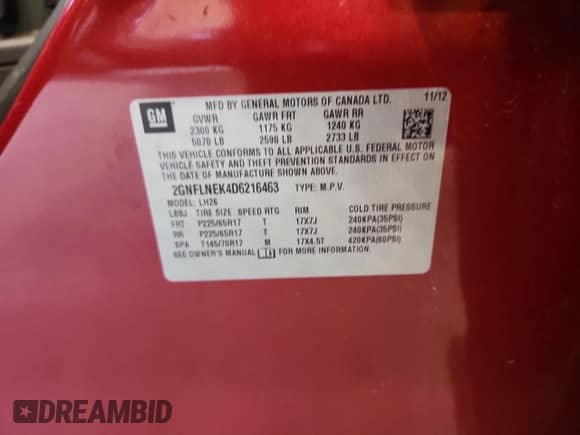 GM
MFD BY GENERAL MOTORS OF CANADA LTD. 11/12
GVWR GAWR FRT GAWR RR
2300 KG 1175 KG 1240 KG
5070 LB 2590 LB 2733 LB
THIS VEHICLE CONFORMS TO ALL APPLICABLE U.S. FEDERAL MOTOR
VEHICLE SAFETY AND THEFT PREVENTION STANDARDS IN EFFECT ON
THE DATE OF MANUFACTURE SHOWN ABOVE.
2GNFLNEK4D6216463 TYPE: M.P.V.
MODEL: LH26
LBBJ TIRE SIZE SPEED RTG RIM COLD TIRE PRESSURE
FRT P225/65R17 T 17X7J 240KPA(35PSI)
RR P225/65R17 T 17X7J 240KPA(35PSI)
SPA T145/70R17 M 17X4.5T 420KPA(60PSI)
SEE OWNER'S MANUAL FOR MORE INFORMATION.
DREAMBID